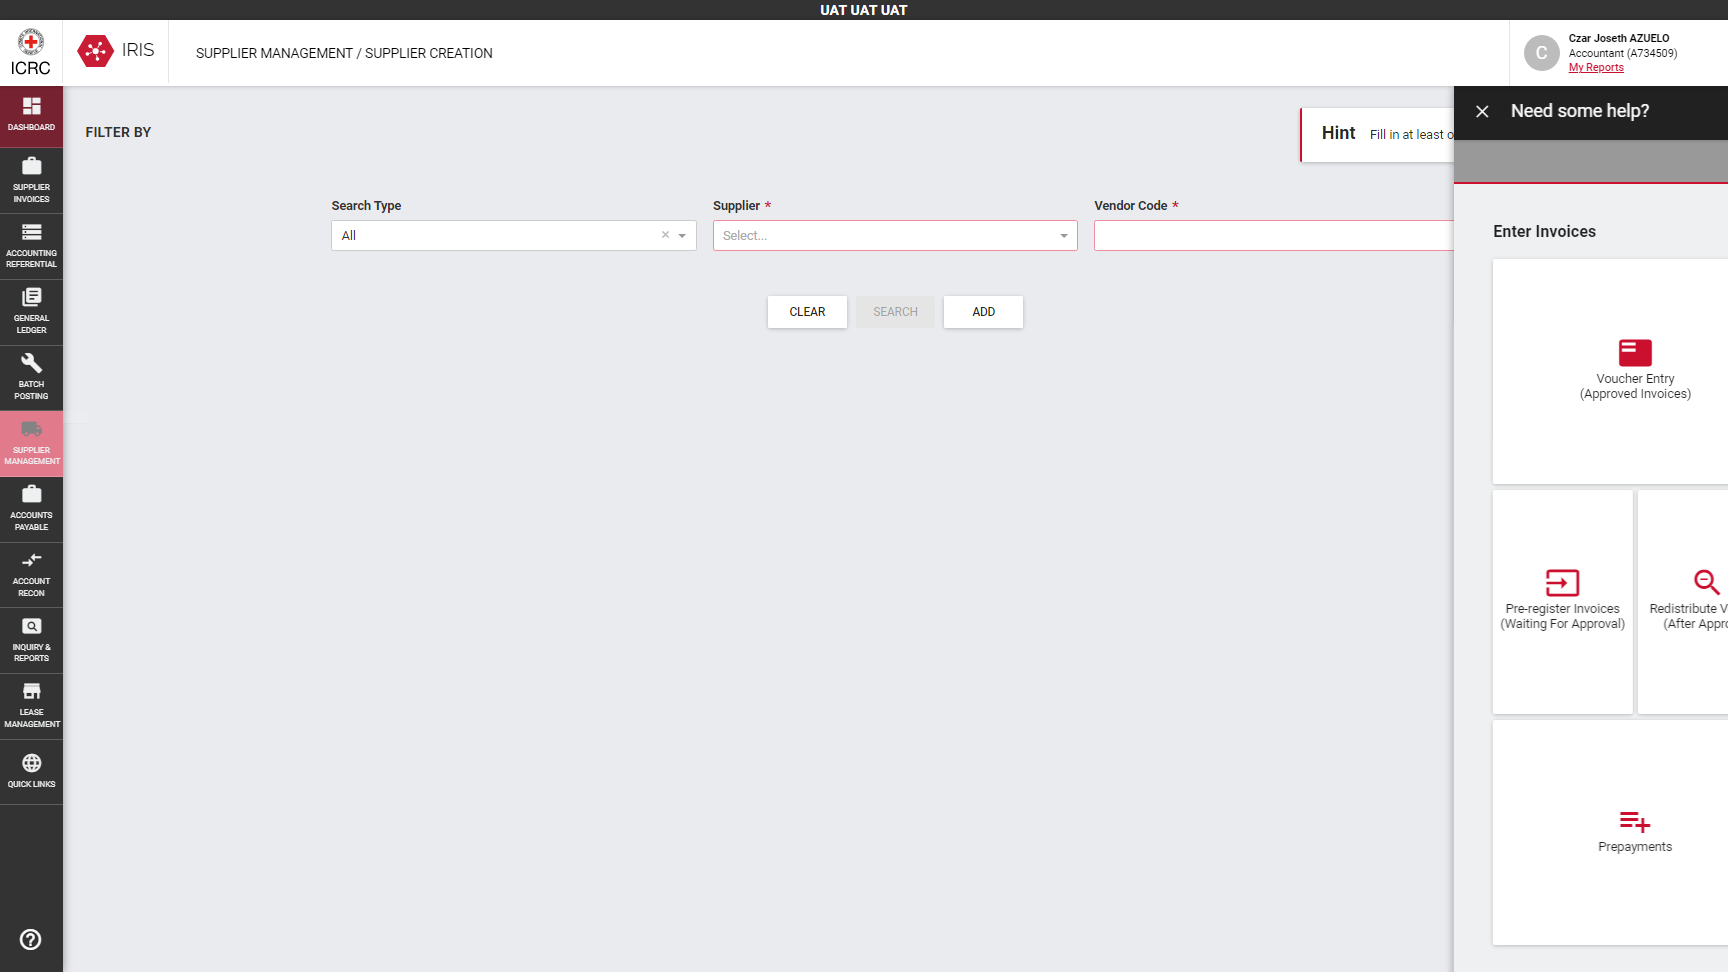 UAT UAT UAT
ICRC
IRIS
SUPPLIER MANAGEMENT / SUPPLIER CREATION
C
Czar Joseth AZUELO
Accountant (A734509)
My Reports
DASHBOARD
SUPPLIER
INVOICES
ACCOUNTING
REFERENTIAL
GENERAL
LEDGER
BATCH
POSTING
SUPPLIER
MANAGEMENT
ACCOUNTS
PAYABLE
ACCOUNT
RECON
INQUIRY &
REPORTS
LEASE
MANAGEMENT
QUICK LINKS
FILTER BY
Hint Fill in at least o
Search Type
All
Supplier *
Select...
Vendor Code *
CLEAR
SEARCH
ADD
Need some help?
Enter Invoices
Voucher Entry
(Approved Invoices)
Pre-register Invoices
(Waiting For Approval)
Redistribute V
(After Appro
Prepayments